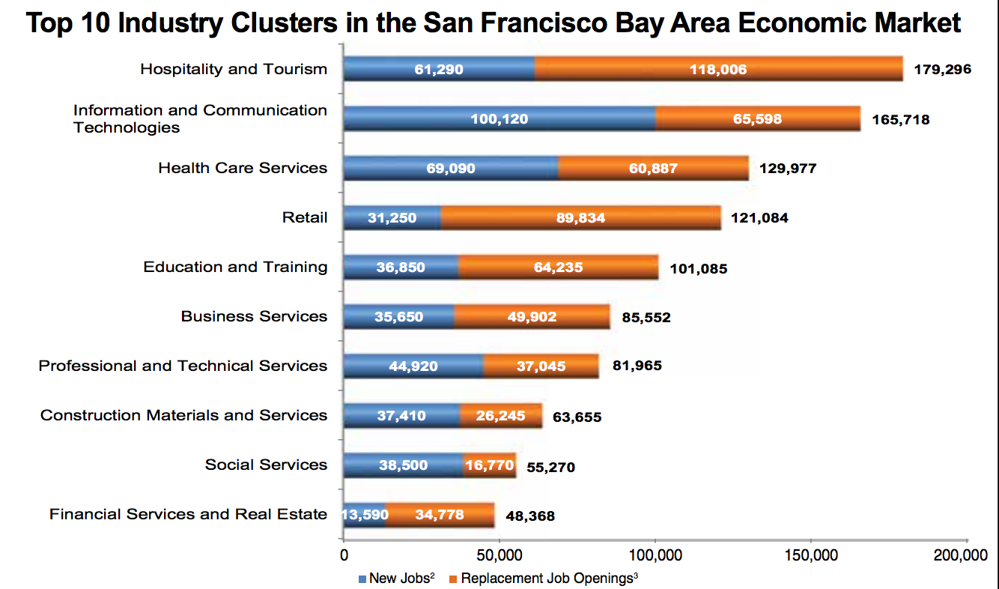 Top 10 Industry Clusters in the San Francisco Bay Area Economic Market
Hospitality and Tourism 61,290 118,006 179,296
Information and Communication
Technologies 100,120 65,598 165,718
Health Care Services 69,090 60,887 129,977
Retail 31,250 89,834 121,084
Education and Training 36,850 64,235 101,085
Business Services 35,650 49,902 85,552
Professional and Technical Services 44,920 37,045 81,965
Construction Materials and Services 37,410 26,245 63,655
Social Services 38,500 16,770 55,270
Financial Services and Real Estate 13,590 34,778 48,368
0 50,000 100,000 150,000 200,000
New Jobs² Replacement Job Openings³